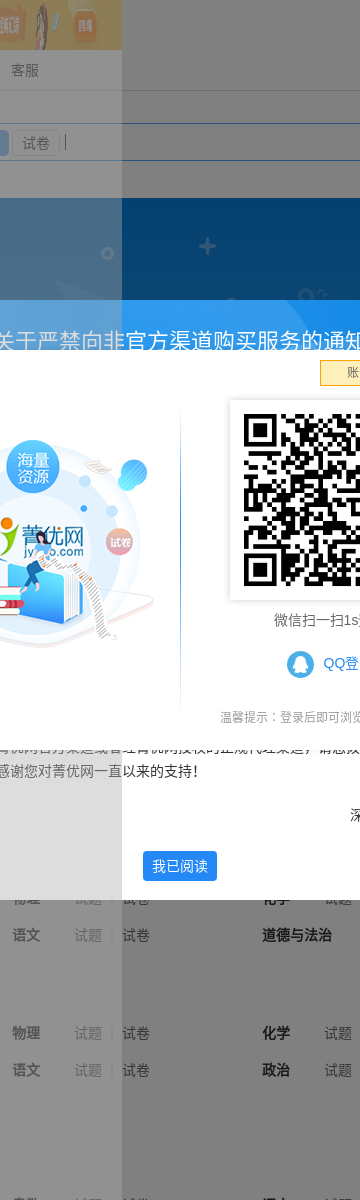 客服
试卷
关于严禁向非官方渠道购买服务的通知
账
海量
资源
菁优网
jyeoo.com
试卷
微信扫一扫1s
QQ登
温馨提示：登录后即可浏览
感谢您对菁优网一直以来的支持！
深
我已阅读
物理 试题 试卷 化学 试题
语文 试题 | 试卷 道德与法治
物理 试题 | 试卷 化学 试题
语文 试题 | 试卷 政治 试题